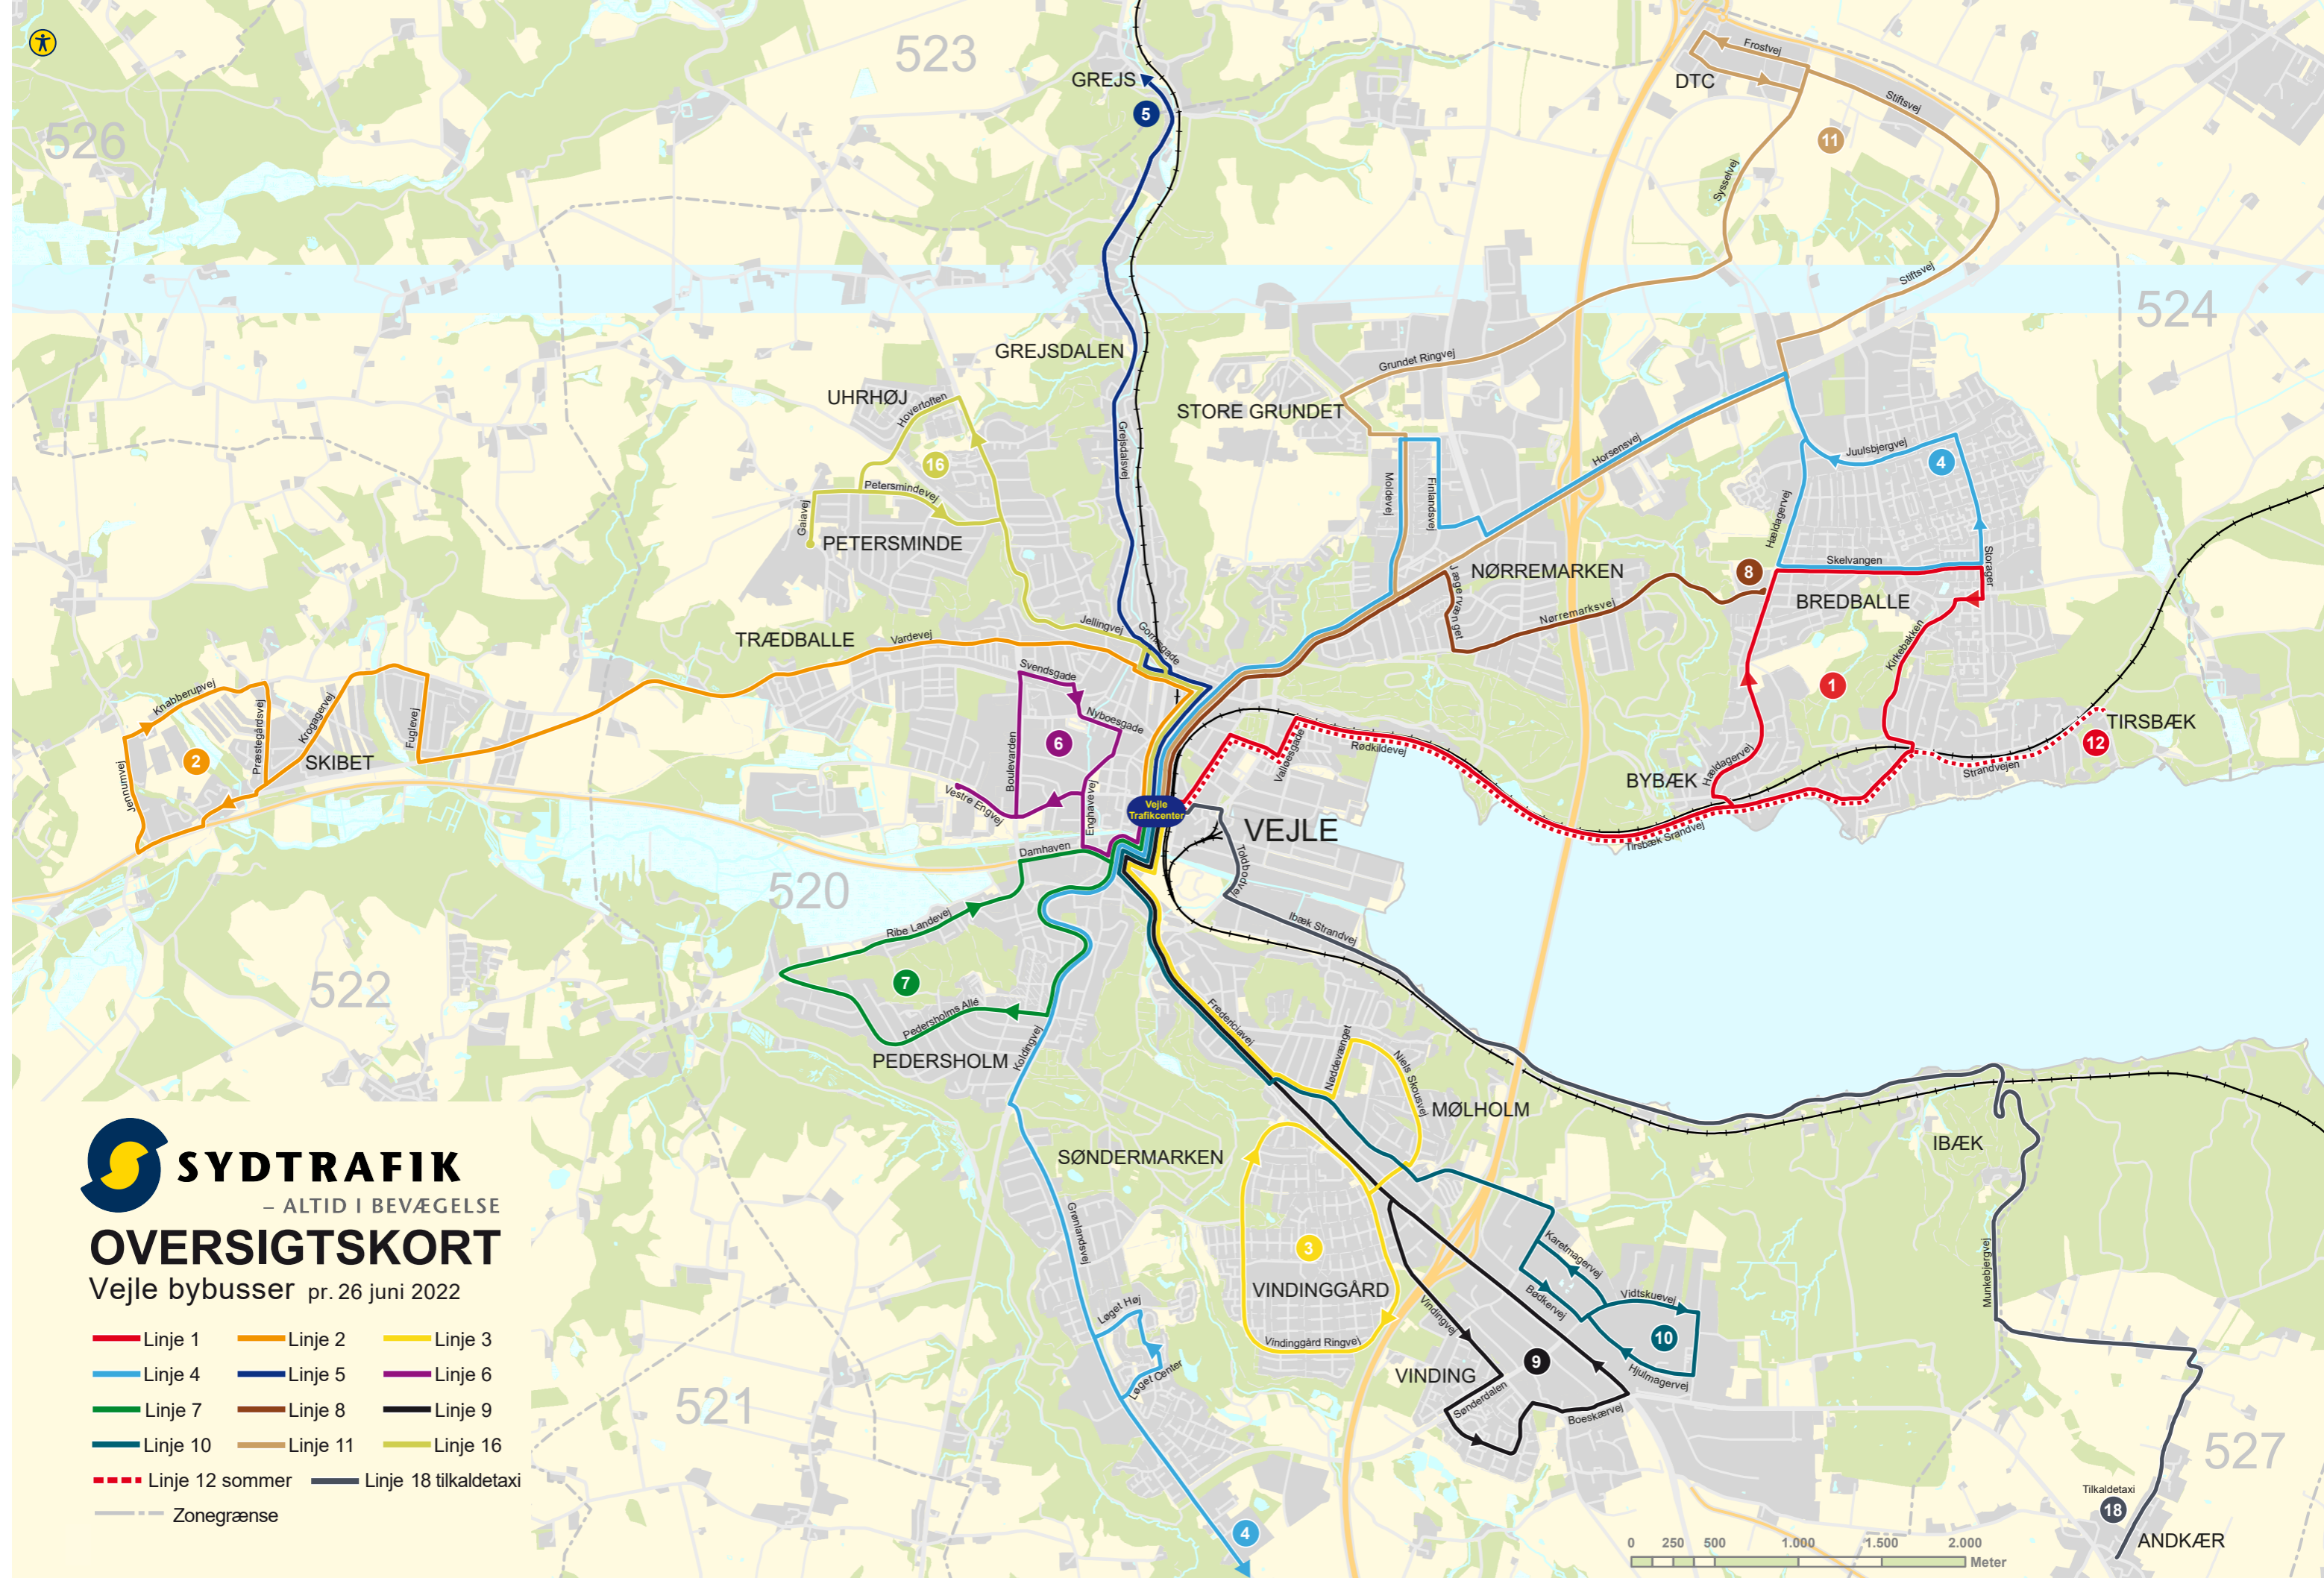 523
GREJS
5
526
DTC
Frostvej
Stiftsvej
11
Sysselvej
Stiftsvej
524
GREJSDALEN
Grundet Ringvej
UHRHØJ
Hovertoften
STORE GRUNDET
Grejsdalsvej
16
Petersmindevej
Gaiavej
PETERSMINDE
Moldevej
Finlandsvej
Horsensvej
Juulsbjergvej
4
Hældagervej
Skelvangen
Storager
NØRREMARKEN
Jægervænget
8
Nørremarksvej
BREDBALLE
Kirkebakken
Jellingvej
Gormsgade
TRÆDBALLE
Vardevej
Svendsgade
Nyboesgade
Boulevarden
6
Vestre Engvej
Enghavevej
Knabberupvej
Præstegårdsvej
Krogagervej
Fuglevej
2
SKIBET
Jennumvej
1
TIRSBÆK
12
Strandvejen
Valløesgade
Rødkildevej
BYBÆK
Hældagervej
Tirsbæk Srandvej
Vejle
Trafikcenter
VEJLE
Toldbodvej
Damhaven
520
Ribe Landevej
Ibæk Strandvej
522
7
Pedersholms Allé
PEDERSHOLM
Koldingvej
Fredericiavej
Nøddevænget
Niels Skousvej
MØLHOLM
IBÆK
SØNDERMARKEN
Grønlandsvej
3
VINDINGGÅRD
Vindinggård Ringvej
Karetmagervej
Bødkervej
Vidtskuevej
10
Hjulmagervej
Vindingvej
VINDING
9
Sønderdalen
Boeskærvej
Munkebjergvej
Løget Høj
Løget Center
521
527
4
Tilkaldetaxi
18
ANDKÆR
SYDTRAFIK
– ALTID I BEVÆGELSE
OVERSIGTSKORT
Vejle bybusser pr. 26 juni 2022
Linje 1 Linje 2 Linje 3
Linje 4 Linje 5 Linje 6
Linje 7 Linje 8 Linje 9
Linje 10 Linje 11 Linje 16
Linje 12 sommer Linje 18 tilkaldetaxi
Zonegrænse
0 250 500 1.000 1.500 2.000
Meter